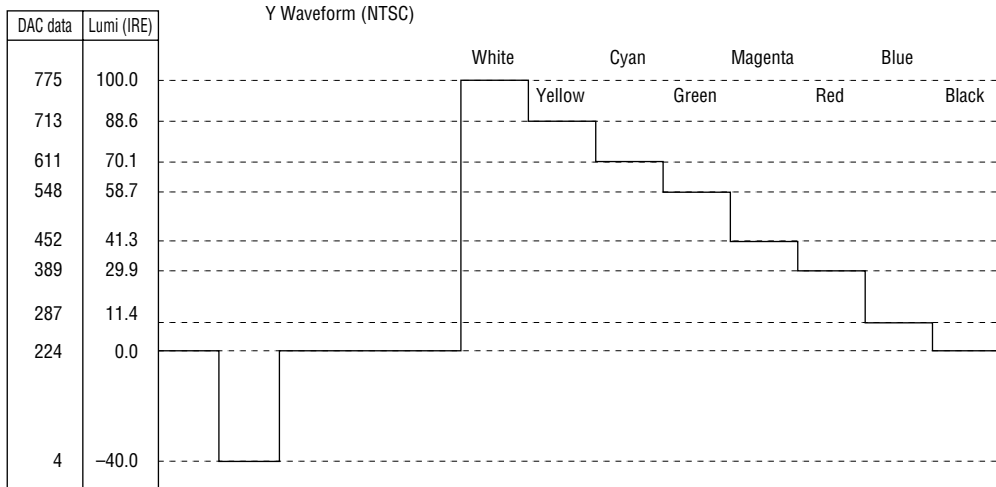 Y Waveform (NTSC)
DAC data Lumi (IRE)
White Cyan Magenta Blue
775 100.0
Yellow Green Red Black
713 88.6
611 70.1
548 58.7
452 41.3
389 29.9
287 11.4
224 0.0
4 –40.0